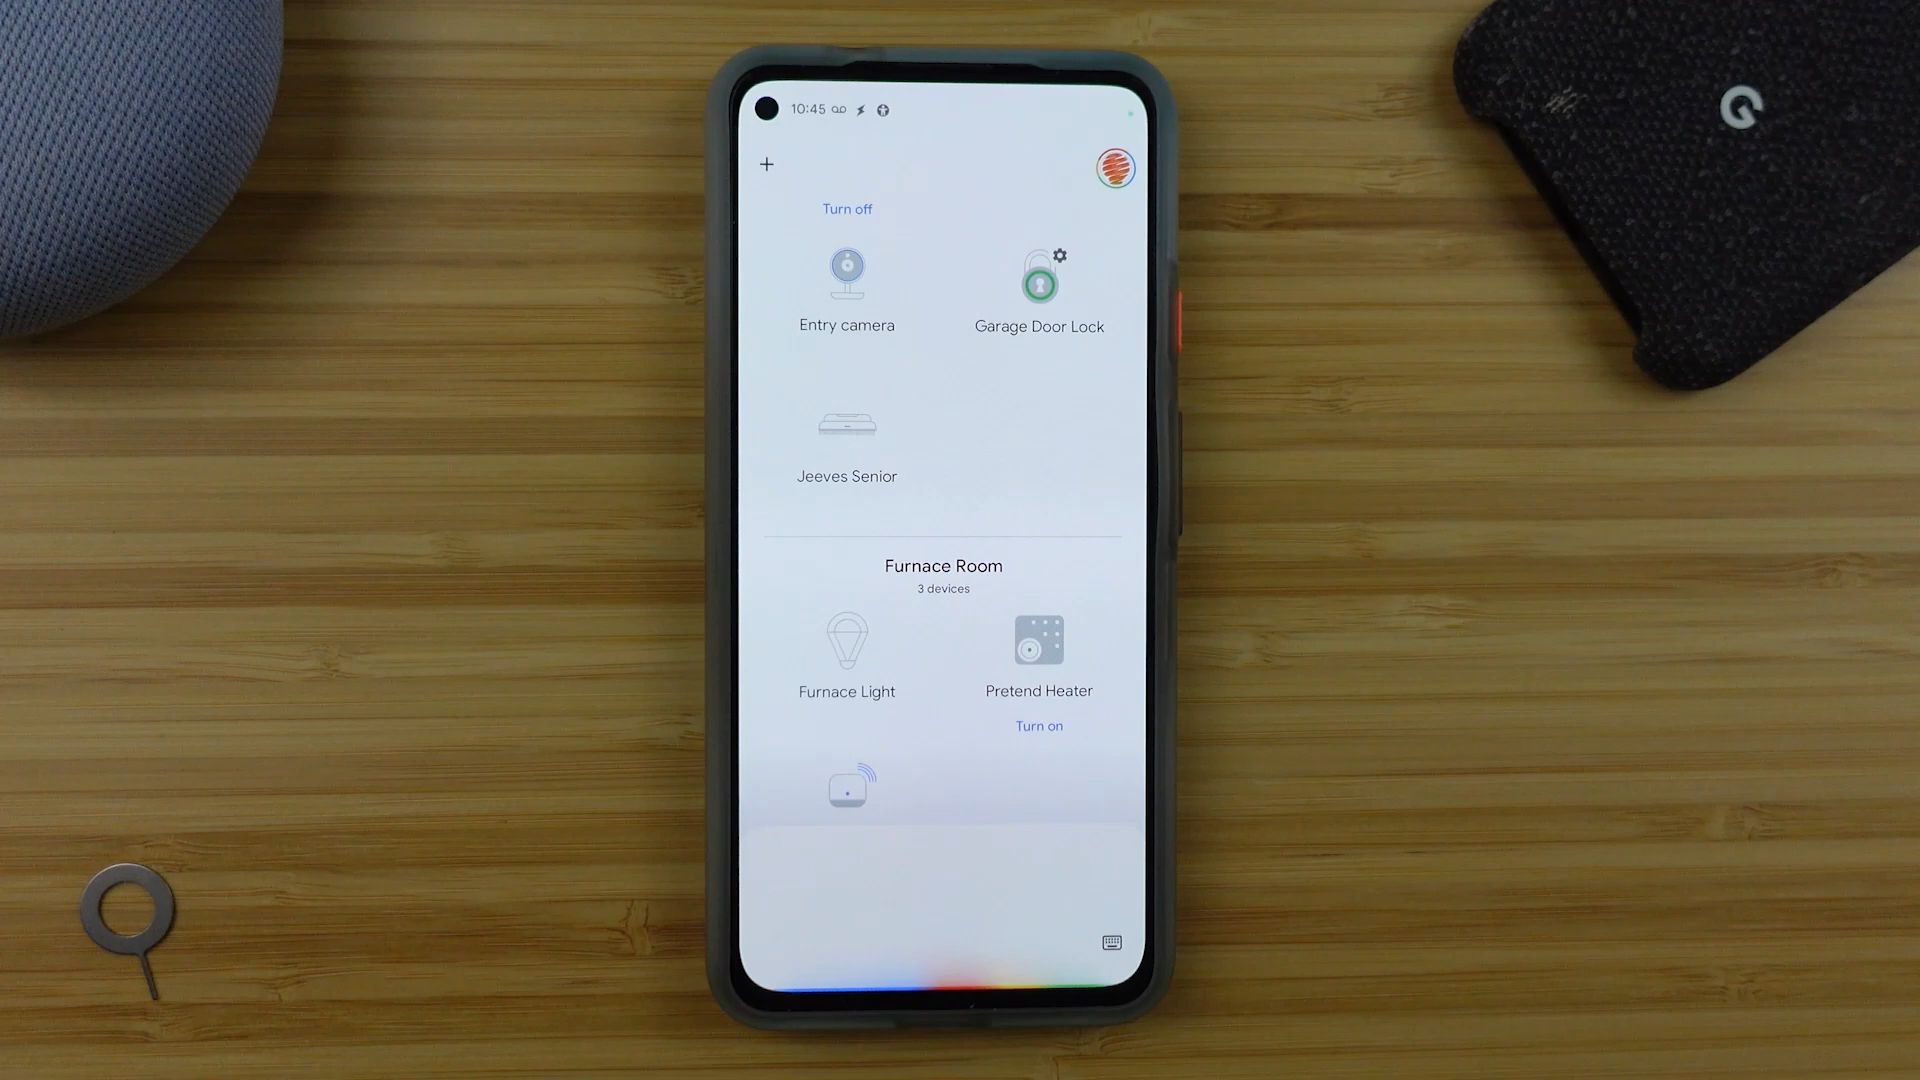 10:45
Turn off
Entry camera
Garage Door Lock
Jeeves Senior
Furnace Room
3 devices
Furnace Light
Pretend Heater
Turn on
G